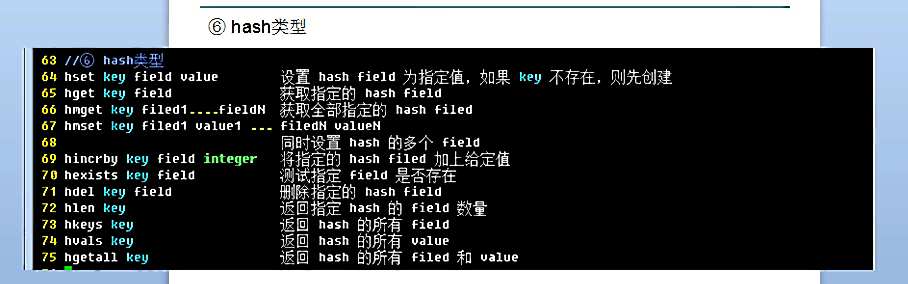 ⑥ hash类型
63 //⑥ hash类型
64 hset key field value 设置 hash field 为指定值，如果 key 不存在，则先创建
65 hget key field 获取指定的 hash field
66 hmget key filed1....fieldN 获取全部指定的 hash filed
67 hmset key filed1 value1 ... filedN valueN
68 同时设置 hash 的多个 field
69 hincrby key field integer 将指定的 hash filed 加上给定值
70 hexists key field 测试指定 field 是否存在
71 hdel key field 删除指定的 hash field
72 hlen key 返回指定 hash 的 field 数量
73 hkeys key 返回 hash 的所有 field
74 hvals key 返回 hash 的所有 value
75 hgetall key 返回 hash 的所有 filed 和 value